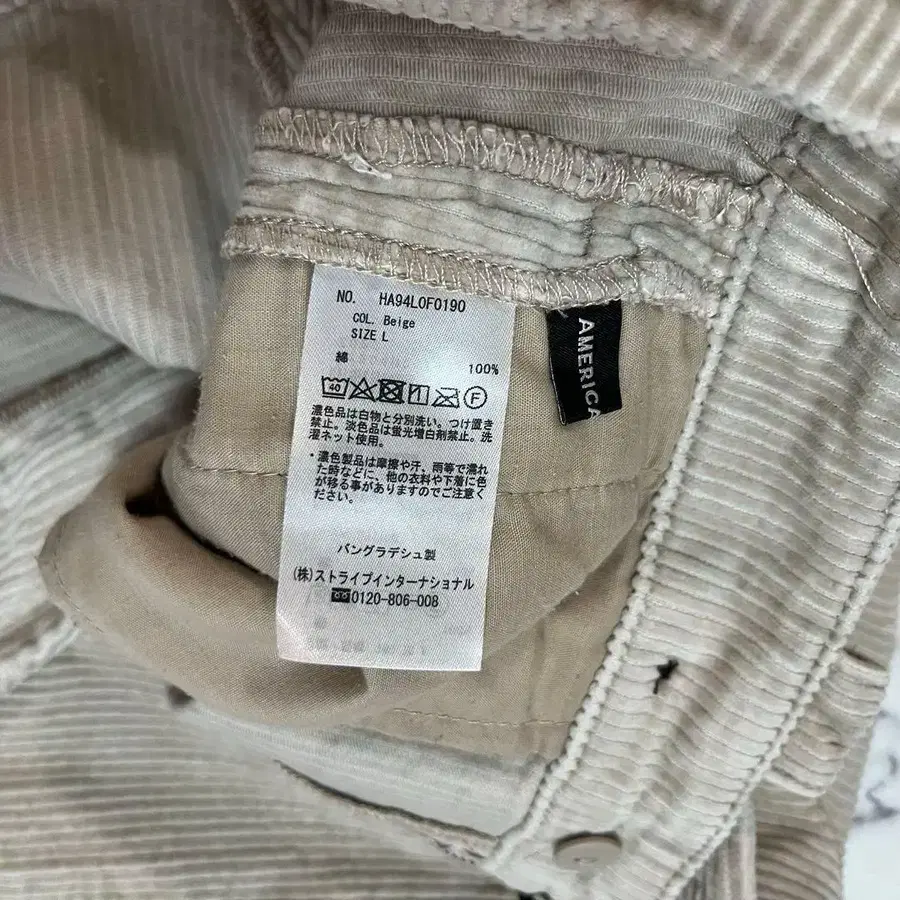 NO. HA94L0F0190
COL. Beige
SIZE L
綿 100%
40 F
濃色品は白物と分別洗い。つけ置き
禁止。淡色品は蛍光増白剤禁止。洗
濯ネット使用。
・濃色製品は摩擦や汗、雨等で濡れ
た時などに、他の衣料や下着に色
が移る事がありますのでご注意く
ださい。
バングラデシュ製
(株)ストライプインターナショナル
0120-806-008
AMERICA